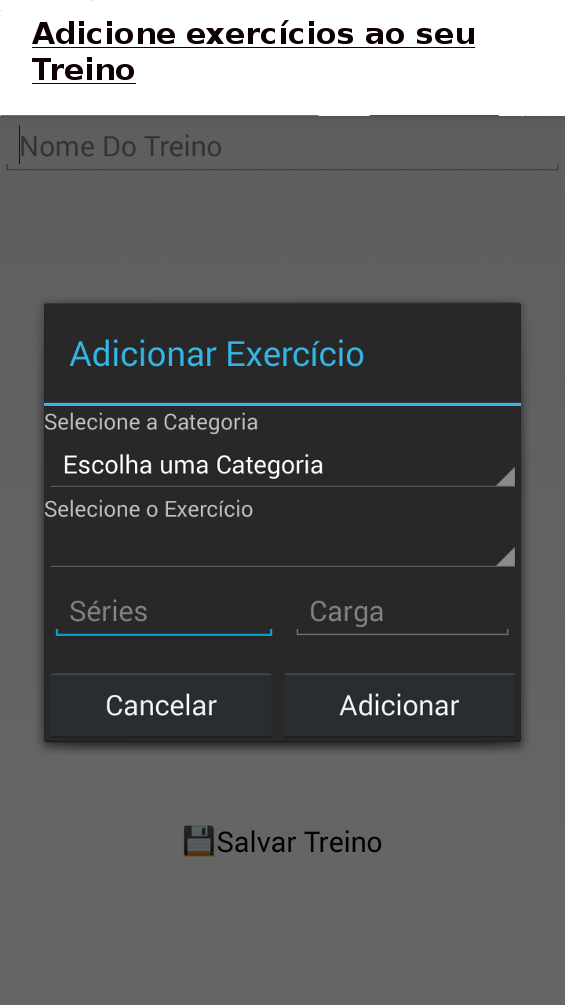 Adicione exercícios ao seu
Treino
Nome Do Treino
Adicionar Exercício
Selecione a Categoria
Escolha uma Categoria
Selecione o Exercício
Séries Carga
Cancelar Adicionar
Salvar Treino